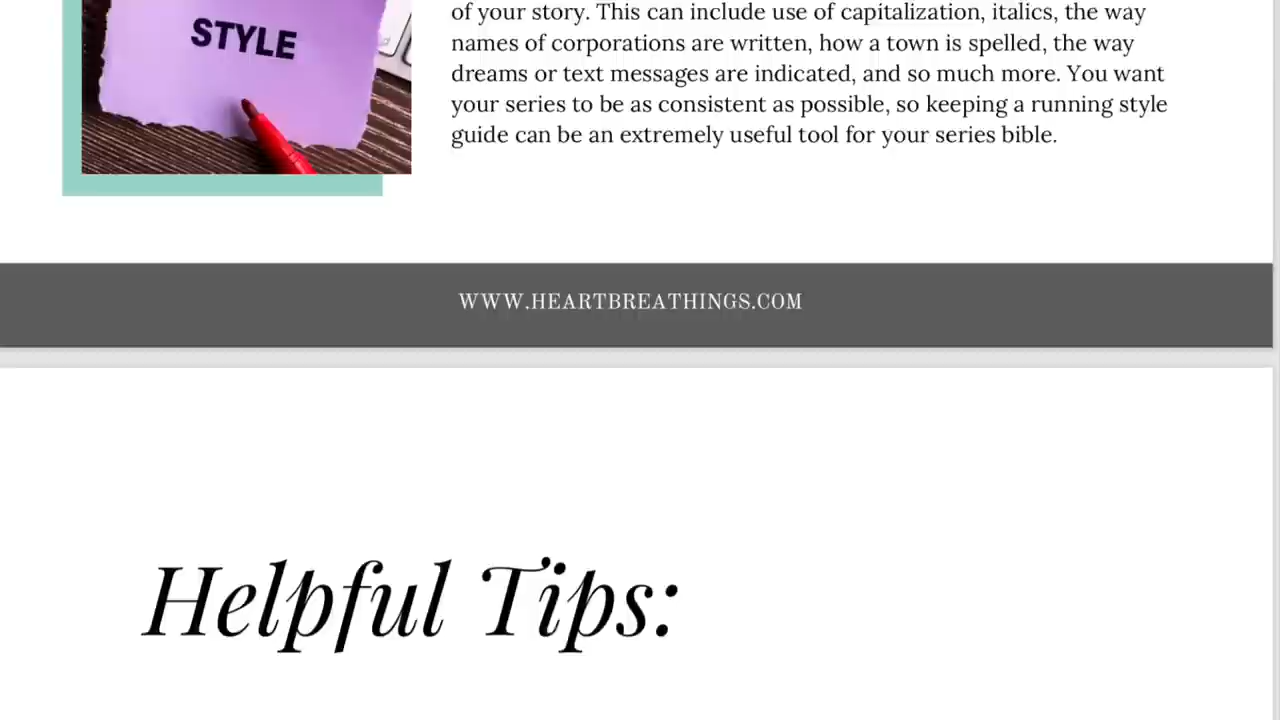 STYLE
of your story. This can include use of capitalization, italics, the way
names of corporations are written, how a town is spelled, the way
dreams or text messages are indicated, and so much more. You want
your series to be as consistent as possible, so keeping a running style
guide can be an extremely useful tool for your series bible.
WWW.HEARTBREATHINGS.COM
Helpful Tips: